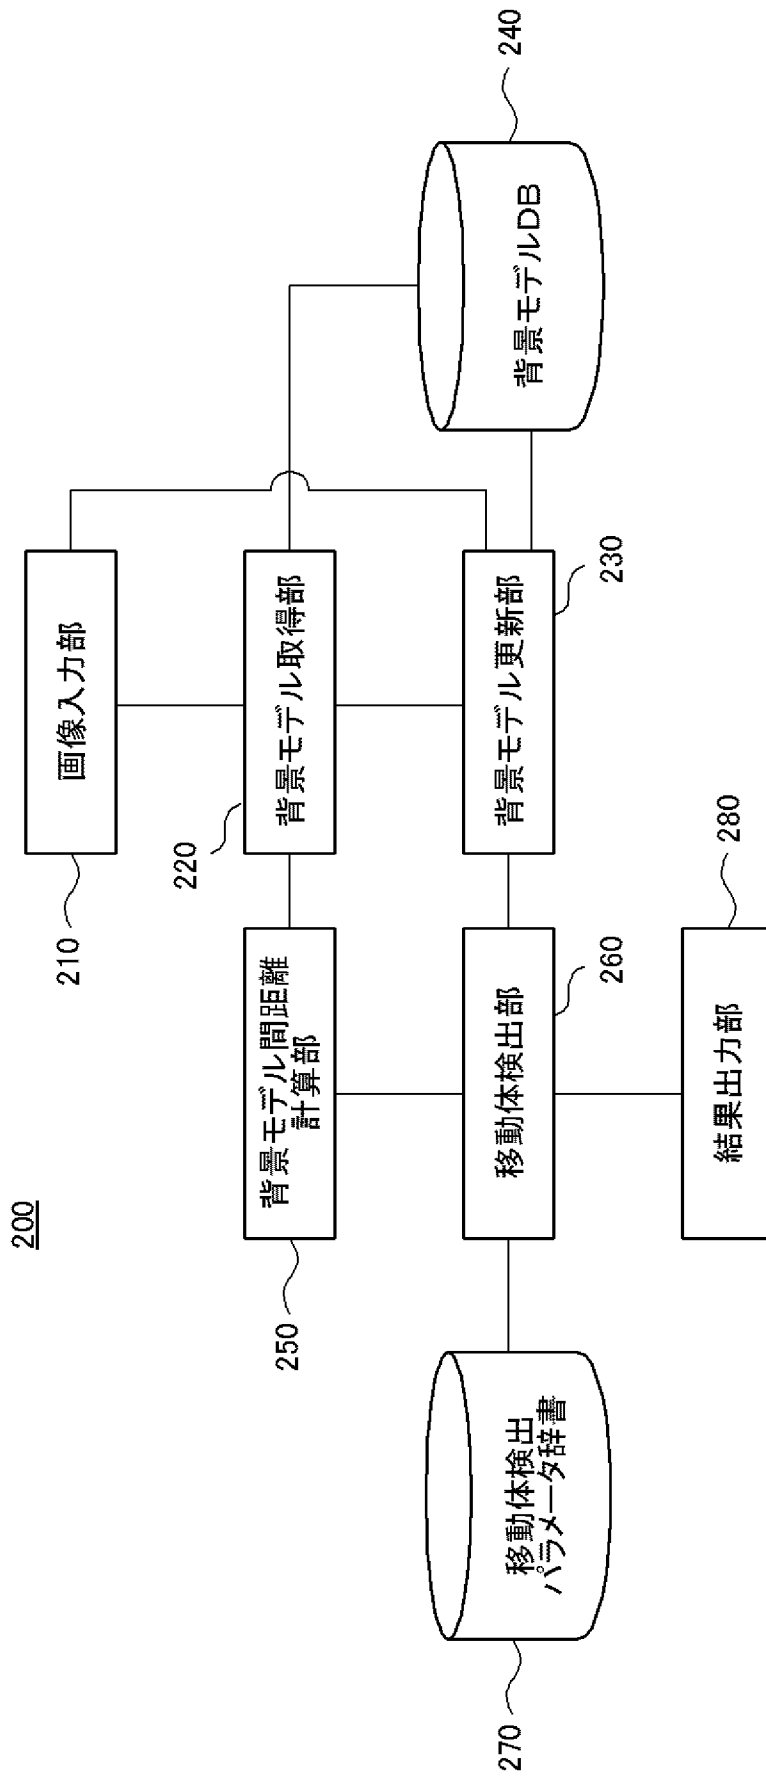 200
210
画像入力部
220
背景モデル取得部
250
背景モデル間距離
計算部
240
背景モデルDB
230
背景モデル更新部
260
移動体検出部
270
移動体検出
パラメータ辞書
280
結果出力部